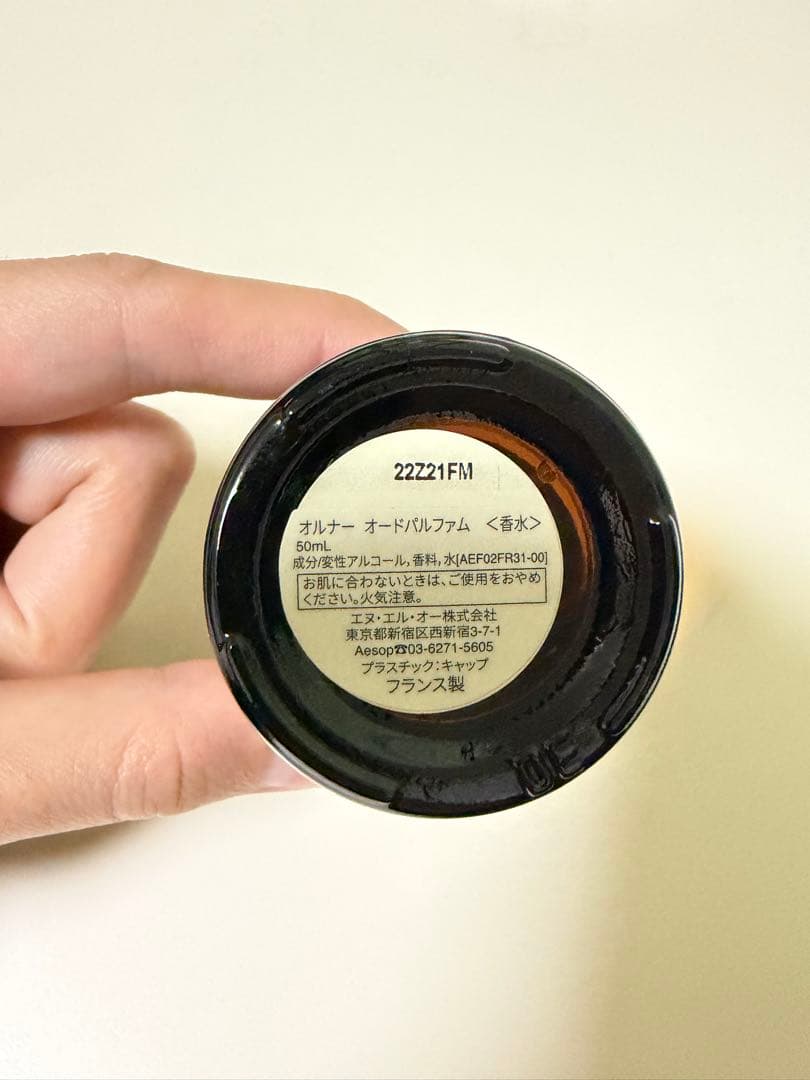 22Z21FM
オルナー オードパルファム <香水>
50mL
成分/変性アルコール,香料,水[AEF02FR31-00]
お肌に合わないときは、ご使用をおやめ
ください。火気注意。
エヌ・エル・オー株式会社
東京都新宿区西新宿3-7-1
Aesop☎03-6271-5605
プラスチック:キャップ
フランス製